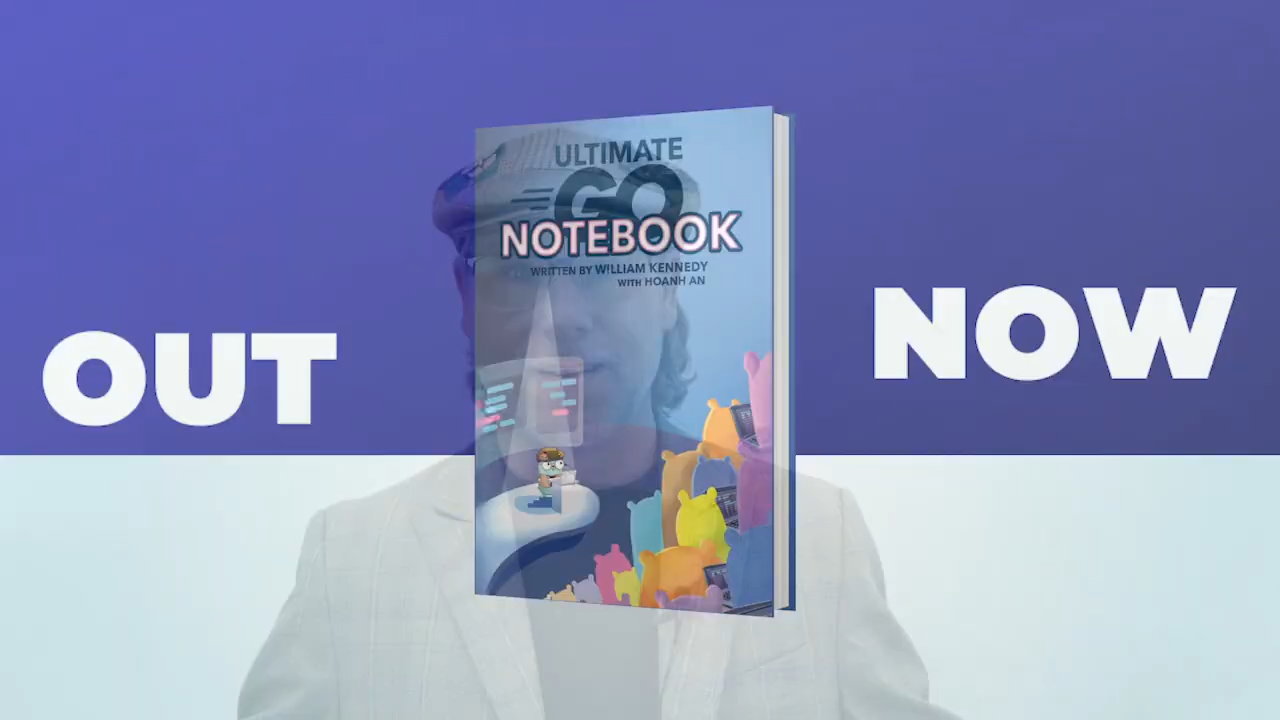 OUT
ULTIMATE
GO
NOTEBOOK
WRITTEN BY WILLIAM KENNEDY
WITH HOANH AN
NOW